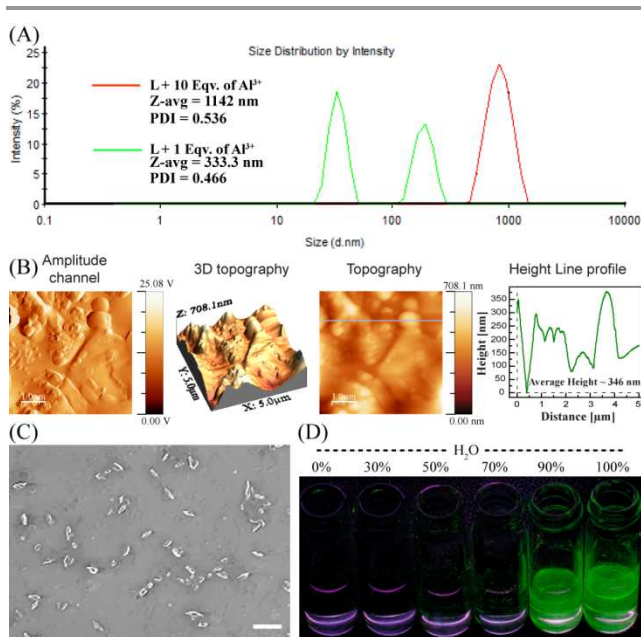 (A)
Size Distribution by Intensity
L + 10 Eqv. of Al³⁺
Z-avg = 1142 nm
PDI = 0.536
L + 1 Eqv. of Al³⁺
Z-avg = 333.3 nm
PDI = 0.466
Intensity (%)
25
20
15
10
5
0
0.1 1 10 100 1000 10000
Size (d.nm)
(B)
Amplitude
channel
25.08 V
0.00 V
1.0µm
3D topography
Z: 708.1nm
Y: 5.0µm
X: 5.0µm
Topography
708.1 nm
0.00 nm
1.0µm
Height Line profile
Height [nm]
350
300
250
200
150
100
50
0
Average Height ~ 346 nm
0 1 2 3 4 5
Distance [µm]
(C)
(D)
H₂O
0% 30% 50% 70% 90% 100%